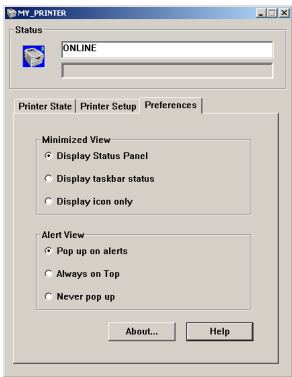 MY_PRINTER
Status
ONLINE
Printer State Printer Setup Preferences
Minimized View
Display Status Panel
Display taskbar status
Display icon only
Alert View
Pop up on alerts
Always on Top
Never pop up
About... Help